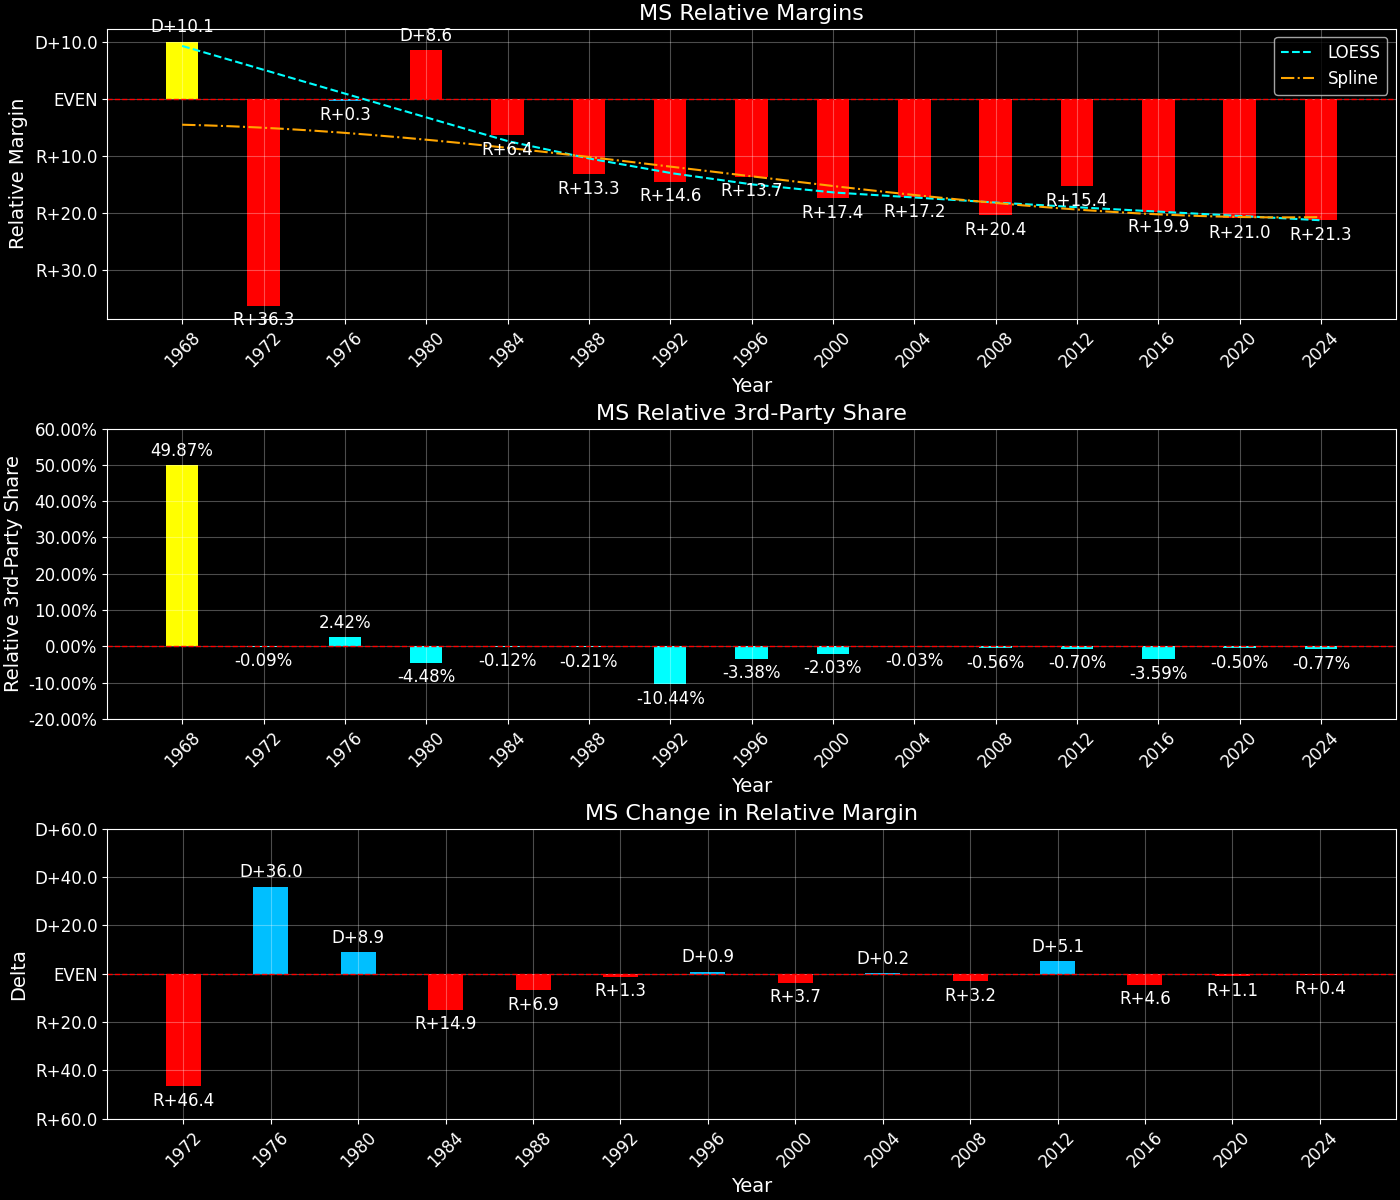 MS Relative Margins
Relative Margin
D+10.0
EVEN
R+10.0
R+20.0
R+30.0
D+10.1
R+36.3
R+0.3
D+8.6
R+6.4
R+13.3
R+14.6
R+13.7
R+17.4
R+17.2
R+20.4
R+15.4
R+19.9
R+21.0
R+21.3
LOESS
Spline
1968
1972
1976
1980
1984
1988
1992
1996
2000
2004
2008
2012
2016
2020
2024
Year
MS Relative 3rd-Party Share
Relative 3rd-Party Share
60.00%
50.00%
40.00%
30.00%
20.00%
10.00%
0.00%
-10.00%
-20.00%
49.87%
-0.09%
2.42%
-4.48%
-0.12%
-0.21%
-10.44%
-3.38%
-2.03%
-0.03%
-0.56%
-0.70%
-3.59%
-0.50%
-0.77%
1968
1972
1976
1980
1984
1988
1992
1996
2000
2004
2008
2012
2016
2020
2024
Year
MS Change in Relative Margin
Delta
D+60.0
D+40.0
D+20.0
EVEN
R+20.0
R+40.0
R+60.0
R+46.4
D+36.0
D+8.9
R+14.9
R+6.9
R+1.3
D+0.9
R+3.7
D+0.2
R+3.2
D+5.1
R+4.6
R+1.1
R+0.4
1972
1976
1980
1984
1988
1992
1996
2000
2004
2008
2012
2016
2020
2024
Year